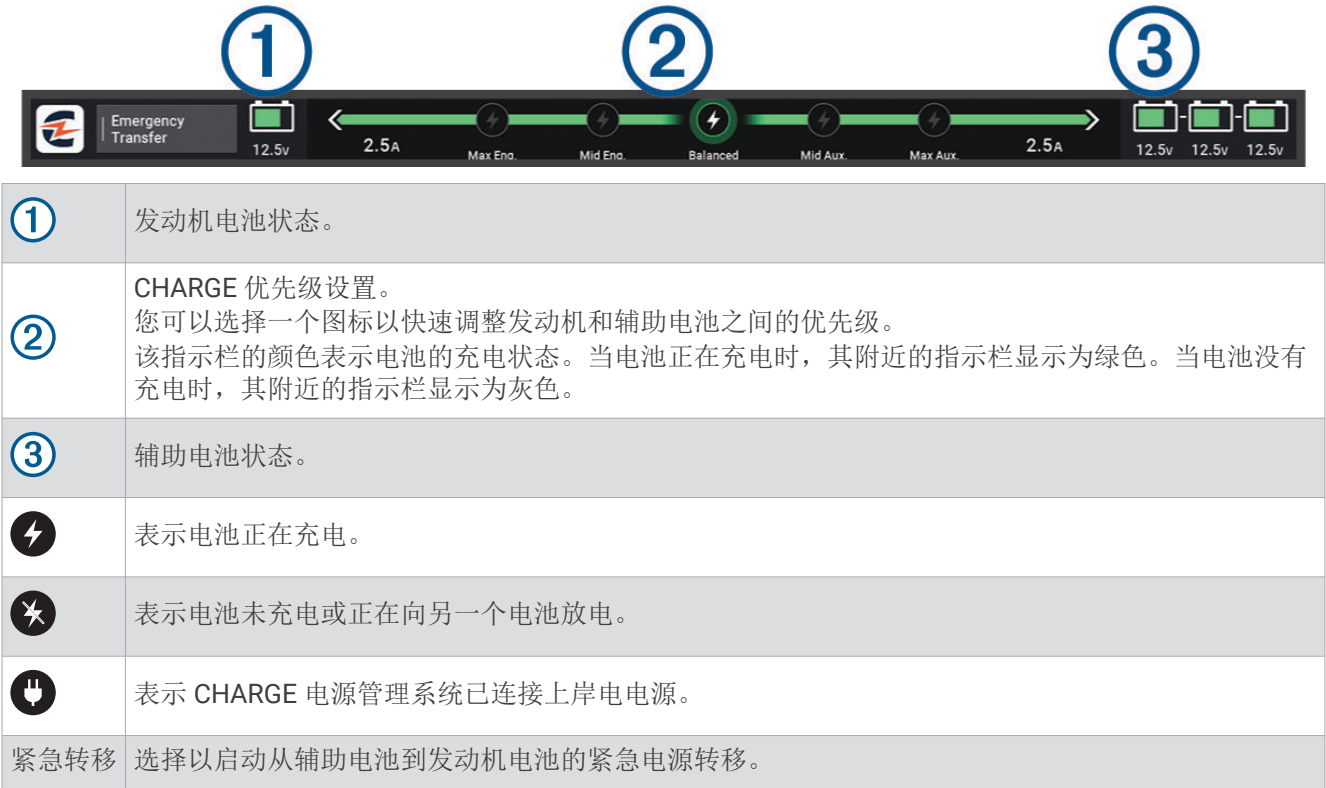 ① ② ③
Emergency
Transfer
12.5v
2.5A
Max Eng.
Mid Eng.
Balanced
Mid Aux.
Max Aux.
2.5A
12.5v 12.5v 12.5v
① 发动机电池状态。
② CHARGE 优先级设置。
您可以选择一个图标以快速调整发动机和辅助电池之间的优先级。
该指示栏的颜色表示电池的充电状态。当电池正在充电时，其附近的指示栏显示为绿色。当电池没有
充电时，其附近的指示栏显示为灰色。
③ 辅助电池状态。
表示电池正在充电。
表示电池未充电或正在向另一个电池放电。
表示 CHARGE 电源管理系统已连接上岸电电源。
紧急转移 选择以启动从辅助电池到发动机电池的紧急电源转移。